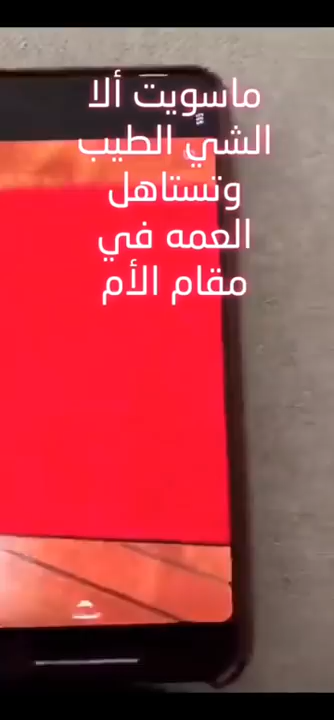 ماسويت ألا
الشي الطيب
وتستاهل
العمه في
مقام الأم